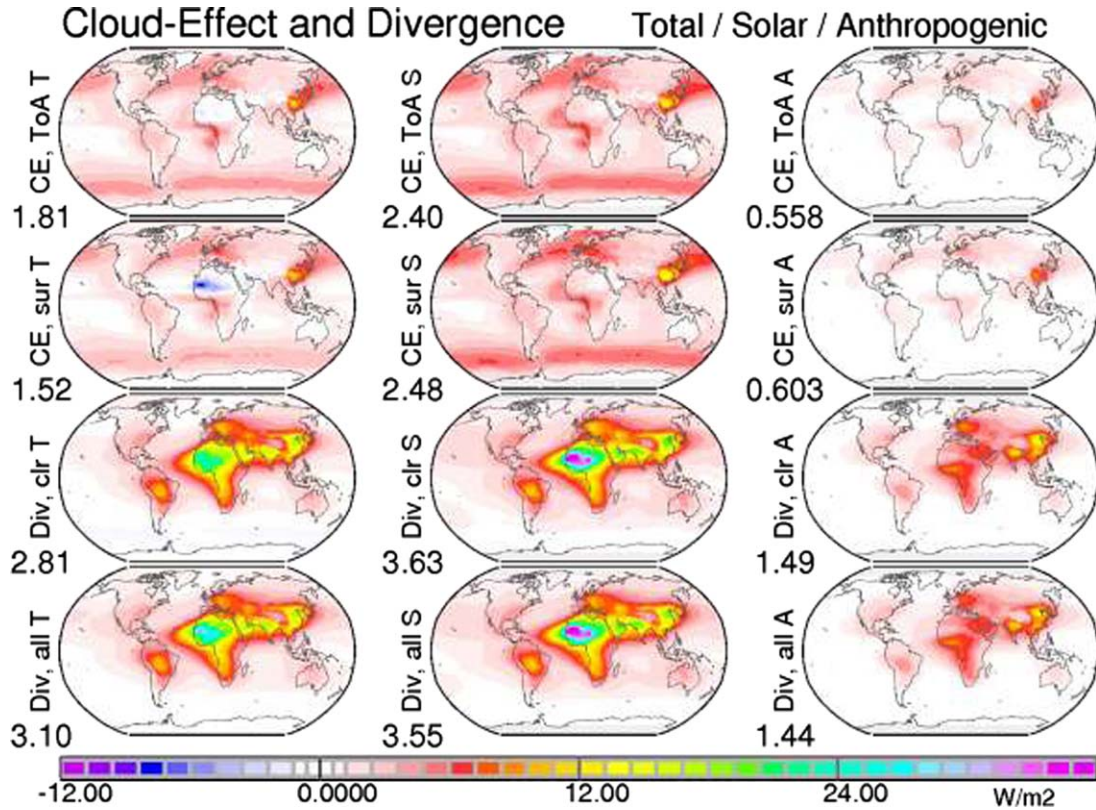 Cloud-Effect and Divergence Total / Solar / Anthropogenic
CE, ToA T
1.81
CE, ToA S
2.40
CE, ToA A
0.558
CE, sur T
1.52
CE, sur S
2.48
CE, sur A
0.603
Div, clr T
2.81
Div, clr S
3.63
Div, clr A
1.49
Div, all T
3.10
Div, all S
3.55
Div, all A
1.44
-12.00 0.0000 12.00 24.00 W/m2